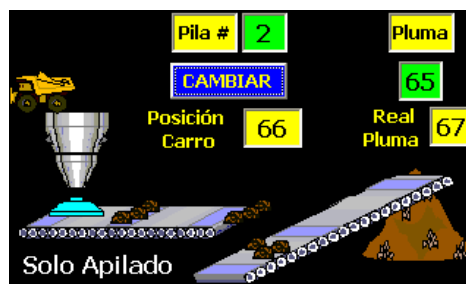 Pila # 2 Pluma
CAMBIAR 65
Posición Carro 66 Real Pluma 67
Solo Apilado